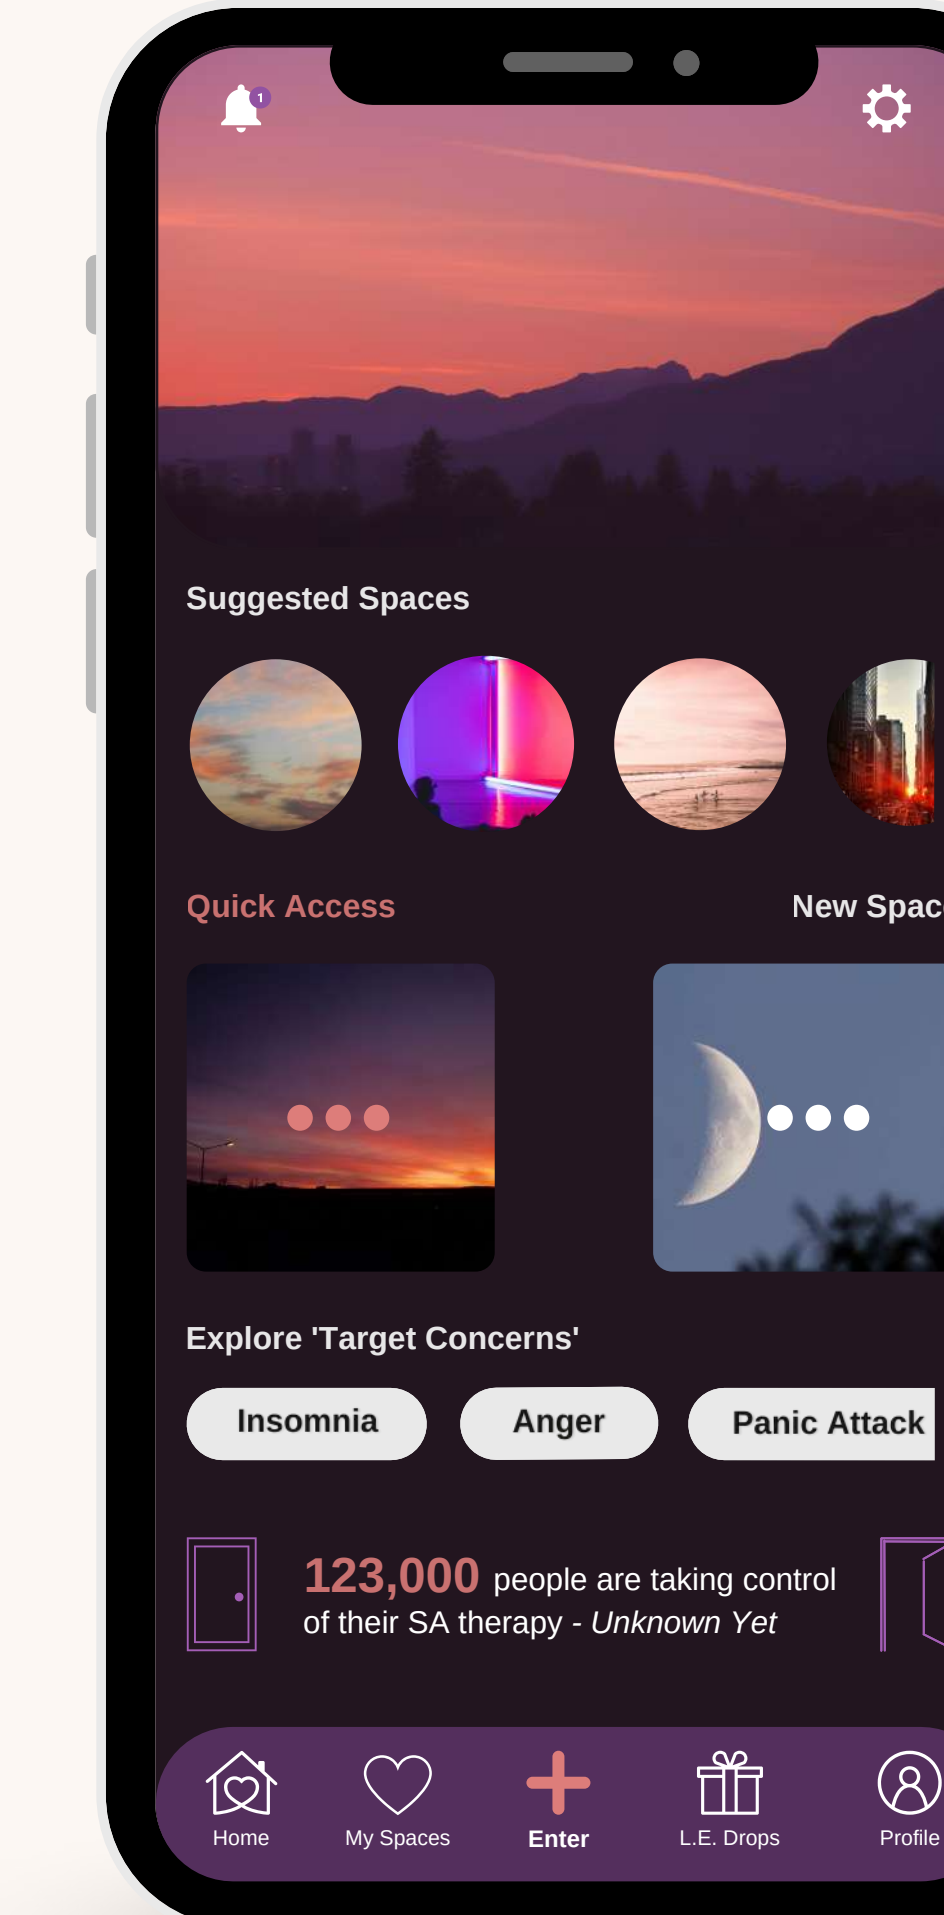 1
Suggested Spaces
Quick Access
New Spac
Explore 'Target Concerns'
Insomnia
Anger
Panic Attack
123,000 people are taking control
of their SA therapy - Unknown Yet
Home
My Spaces
Enter
L.E. Drops
Profile